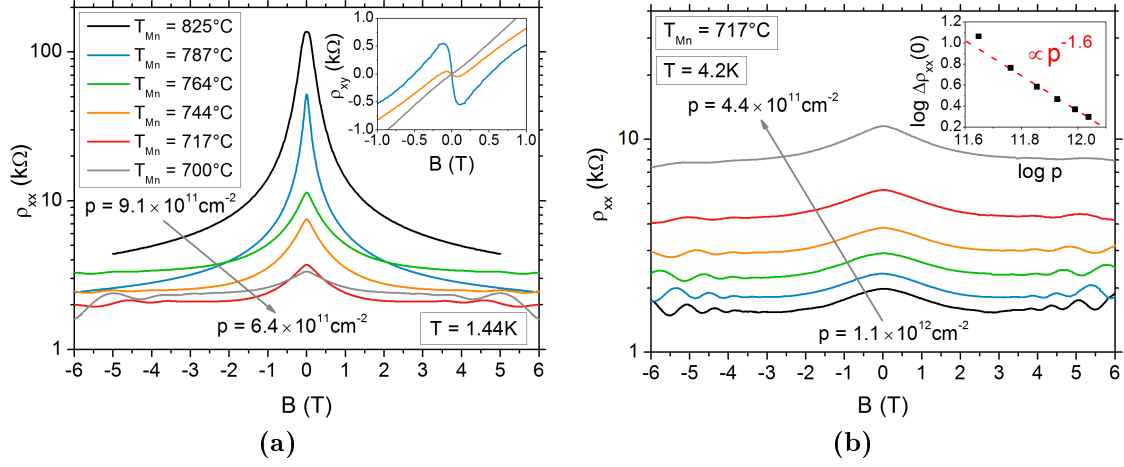 T_Mn = 825°C
T_Mn = 787°C
T_Mn = 764°C
T_Mn = 744°C
T_Mn = 717°C
T_Mn = 700°C
p = 9.1 × 10^11 cm^-2
p = 6.4 × 10^11 cm^-2
T = 1.44K
ρ_xx (kΩ)
100
10
1
-6 -5 -4 -3 -2 -1 0 1 2 3 4 5 6
B (T)
ρ_xy (kΩ)
1.0
0.5
0.0
-0.5
-1.0
-1.0 -0.5 0.0 0.5 1.0
B (T)
(a)
T_Mn = 717°C
T = 4.2K
p = 4.4 × 10^11 cm^-2
p = 1.1 × 10^12 cm^-2
ρ_xx (kΩ)
10
1
-6 -5 -4 -3 -2 -1 0 1 2 3 4 5 6
B (T)
log Δρ_xx(0)
1.2
1.0
0.8
0.6
0.4
0.2
∝p^-1.6
11.6 11.8 12.0
log p
(b)